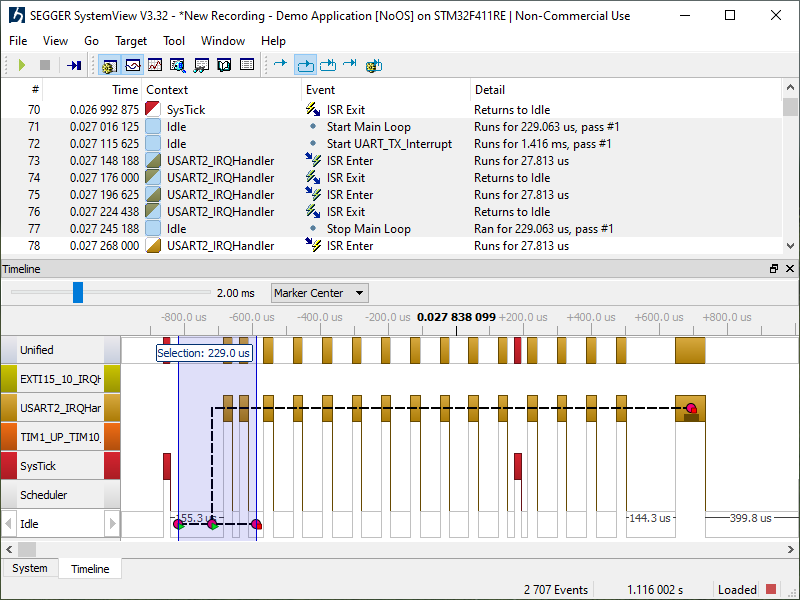 SEGGER SystemView V3.32 - *New Recording - Demo Application [NoOS] on STM32F411RE | Non-Commercial Use
File View Go Target Tool Window Help
# Time Context Event Detail
70 0.026 992 875 SysTick ISR Exit Returns to Idle
71 0.027 016 125 Idle Start Main Loop Runs for 229.063 us, pass #1
72 0.027 115 625 Idle Start UART_TX_Interrupt Runs for 1.416 ms, pass #1
73 0.027 148 188 USART2_IRQHandler ISR Enter Runs for 27.813 us
74 0.027 176 000 USART2_IRQHandler ISR Exit Returns to Idle
75 0.027 196 625 USART2_IRQHandler ISR Enter Runs for 27.813 us
76 0.027 224 438 USART2_IRQHandler ISR Exit Returns to Idle
77 0.027 245 188 Idle Stop Main Loop Ran for 229.063 us, pass #1
78 0.027 268 000 USART2_IRQHandler ISR Enter Runs for 27.813 us
Timeline
2.00 ms Marker Center
-800.0 us -600.0 us -400.0 us -200.0 us 0.027 838 099 +200.0 us +400.0 us +600.0 us +800.0 us
Unified
Selection: 229.0 us
EXTI15_10_IRQH
USART2_IRQHar
TIM1_UP_TIM10_
SysTick
Scheduler
Idle
155.3 us 144.3 us 399.8 us
System Timeline
2 707 Events 1.116 002 s Loaded